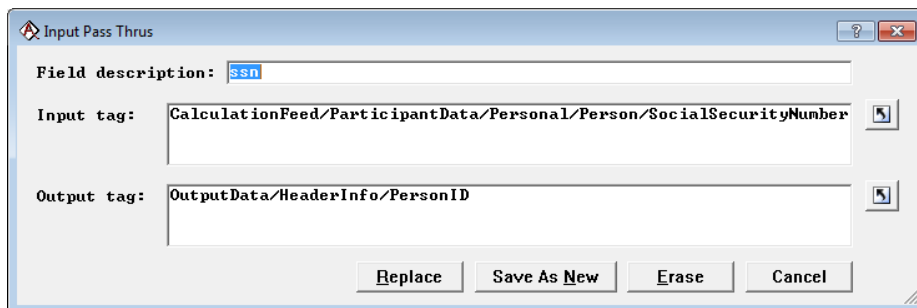 Input Pass Thrus
Field description: ssn
Input tag: CalculationFeed/ParticipantData/Personal/Person/SocialSecurityNumber
Output tag: OutputData/HeaderInfo/PersonID
Replace Save As New Erase Cancel